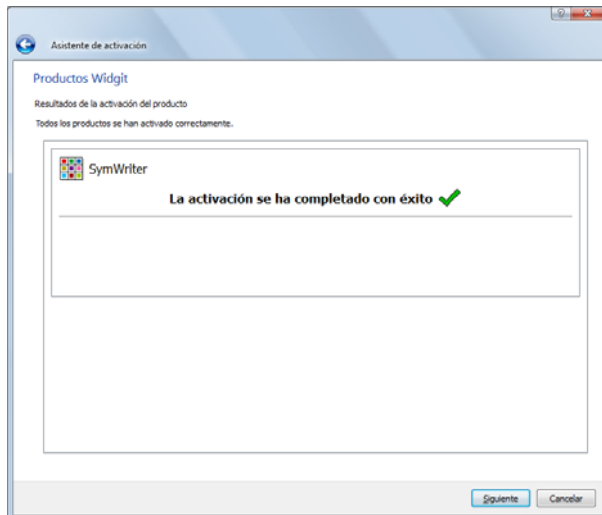 Asistente de activación
Productos Widgit
Resultados de la activación del producto
Todos los productos se han activado correctamente.
SymWriter
La activación se ha completado con éxito
Siguiente
Cancelar